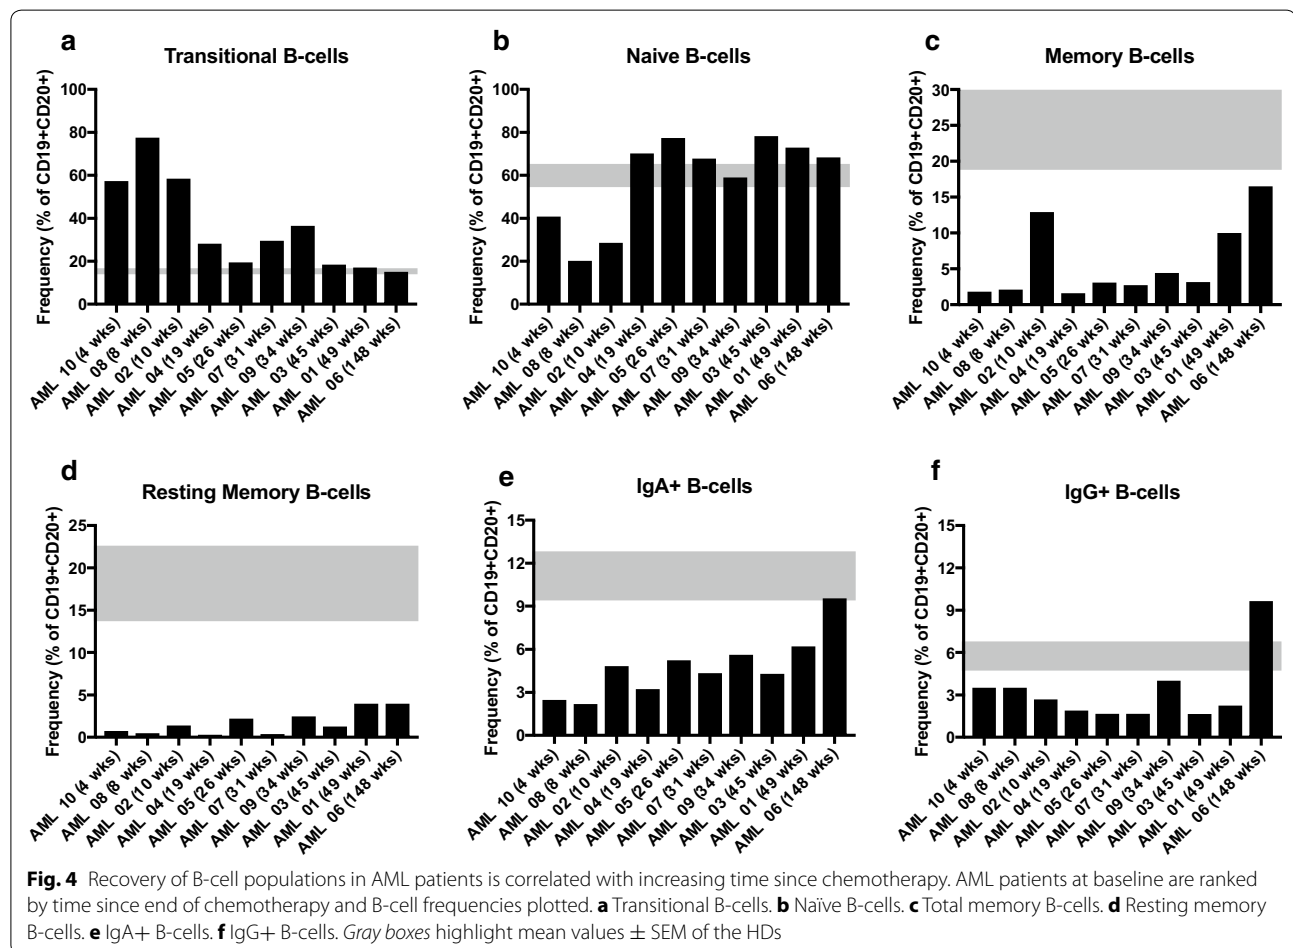 a
Transitional B-cells
Frequency (% of CD19+CD20+)
100
80
60
40
20
0
AML 10 (4 wks)
AML 08 (8 wks)
AML 02 (10 wks)
AML 04 (19 wks)
AML 05 (26 wks)
AML 07 (31 wks)
AML 09 (34 wks)
AML 03 (45 wks)
AML 01 (49 wks)
AML 06 (148 wks)
b
Naive B-cells
Frequency (% of CD19+CD20+)
100
80
60
40
20
0
AML 10 (4 wks)
AML 08 (8 wks)
AML 02 (10 wks)
AML 04 (19 wks)
AML 05 (26 wks)
AML 07 (31 wks)
AML 09 (34 wks)
AML 03 (45 wks)
AML 01 (49 wks)
AML 06 (148 wks)
c
Memory B-cells
Frequency (% of CD19+CD20+)
30
25
20
15
10
5
0
AML 10 (4 wks)
AML 08 (8 wks)
AML 02 (10 wks)
AML 04 (19 wks)
AML 05 (26 wks)
AML 07 (31 wks)
AML 09 (34 wks)
AML 03 (45 wks)
AML 01 (49 wks)
AML 06 (148 wks)
d
Resting Memory B-cells
Frequency (% of CD19+CD20+)
25
20
15
10
5
0
AML 10 (4 wks)
AML 08 (8 wks)
AML 02 (10 wks)
AML 04 (19 wks)
AML 05 (26 wks)
AML 07 (31 wks)
AML 09 (34 wks)
AML 03 (45 wks)
AML 01 (49 wks)
AML 06 (148 wks)
e
IgA+ B-cells
Frequency (% of CD19+CD20+)
15
12
9
6
3
0
AML 10 (4 wks)
AML 08 (8 wks)
AML 02 (10 wks)
AML 04 (19 wks)
AML 05 (26 wks)
AML 07 (31 wks)
AML 09 (34 wks)
AML 03 (45 wks)
AML 01 (49 wks)
AML 06 (148 wks)
f
IgG+ B-cells
Frequency (% of CD19+CD20+)
15
12
9
6
3
0
AML 10 (4 wks)
AML 08 (8 wks)
AML 02 (10 wks)
AML 04 (19 wks)
AML 05 (26 wks)
AML 07 (31 wks)
AML 09 (34 wks)
AML 03 (45 wks)
AML 01 (49 wks)
AML 06 (148 wks)
Fig. 4 Recovery of B-cell populations in AML patients is correlated with increasing time since chemotherapy. AML patients at baseline are ranked
by time since end of chemotherapy and B-cell frequencies plotted. a Transitional B-cells. b Naïve B-cells. c Total memory B-cells. d Resting memory
B-cells. e IgA+ B-cells. f IgG+ B-cells. Gray boxes highlight mean values ± SEM of the HDs